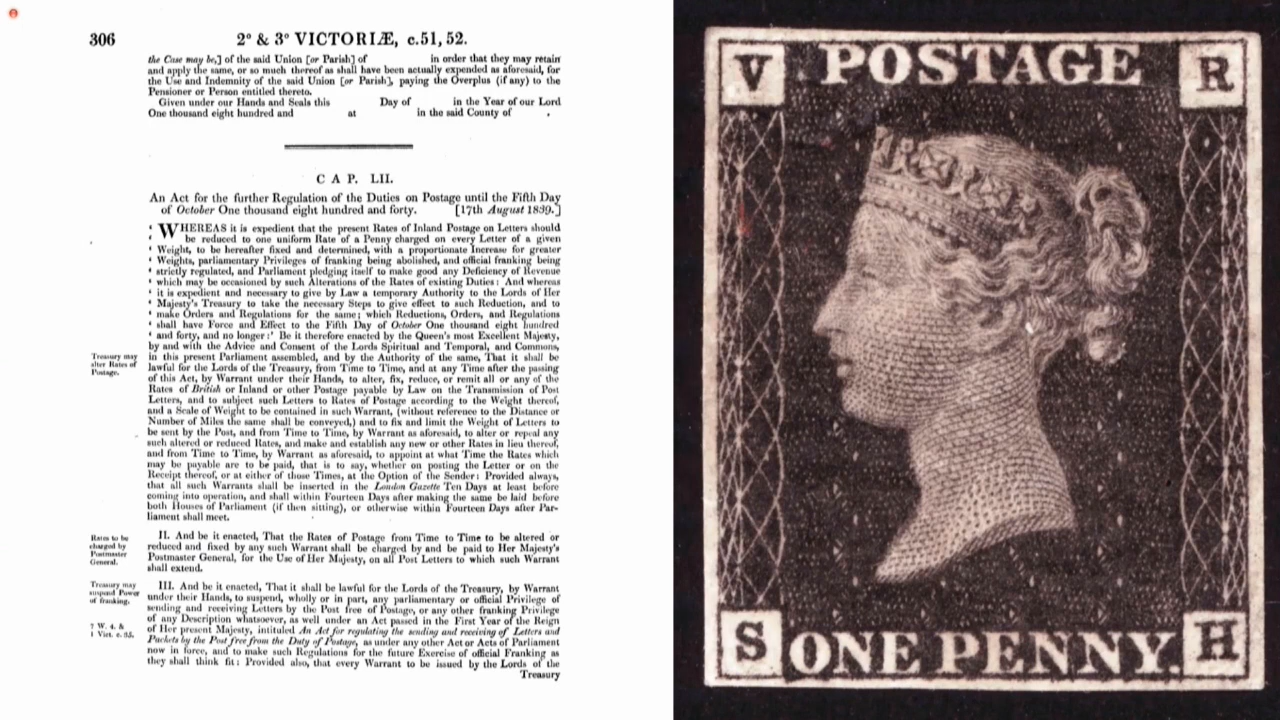 306
2° & 3° VICTORIÆ, c.51, 52.
the Case may be,] of the said Union [or Parish] of in order that they may retain
and apply the same, or so much thereof as shall have been actually expended as aforesaid, for
the Use and Indemnity of the said Union [or Parish], paying the Overplus (if any) to the
Pensioner or Person entitled thereto.
Given under our Hands and Seals this Day of in the Year of our Lord
One thousand eight hundred and at in the said County of .
CAP. LII.
An Act for the further Regulation of the Duties on Postage until the Fifth Day
of October One thousand eight hundred and forty. [17th August 1839.]
‘ WHEREAS it is expedient that the present Rates of Inland Postage on Letters should
‘ be reduced to one uniform Rate of a Penny charged on every Letter of a given
‘ Weight, to be hereafter fixed and determined, with a proportionate Increase for greater
‘ Weights, parliamentary Privileges of franking being abolished, and official franking being
‘ strictly regulated, and Parliament pledging itself to make good any Deficiency of Revenue
‘ which may be occasioned by such Alterations of the Rates of existing Duties: And whereas
‘ it is expedient and necessary to give by Law a temporary Authority to the Lords of Her
‘ Majesty's Treasury to take the necessary Steps to give effect to such Reduction, and to
‘ make Orders and Regulations for the same; which Reductions, Orders, and Regulations
‘ shall have Force and Effect to the Fifth Day of October One thousand eight hundred
‘ and forty, and no longer:’ Be it therefore enacted by the Queen's most Excellent Majesty,
by and with the Advice and Consent of the Lords Spiritual and Temporal, and Commons,
Treasury may
alter Rates of
Postage.
in this present Parliament assembled, and by the Authority of the same, That it shall be
lawful for the Lords of the Treasury, from Time to Time, and at any Time after the passing
of this Act, by Warrant under their Hands, to alter, fix, reduce, or remit all or any of the
Rates of British or Inland or other Postage payable by Law on the Transmission of Post
Letters, and to subject such Letters to Rates of Postage according to the Weight thereof,
and a Scale of Weight to be contained in such Warrant, (without reference to the Distance or
Number of Miles the same shall be conveyed,) and to fix and limit the Weight of Letters to
be sent by the Post, and from Time to Time, by Warrant as aforesaid, to alter or repeal any
such altered or reduced Rates, and make and establish any new or other Rates in lieu thereof,
and from Time to Time, by Warrant as aforesaid, to appoint at what Time the Rates which
may be payable are to be paid, that is to say, whether on posting the Letter or on the
Receipt thereof, or at either of those Times, at the Option of the Sender: Provided always,
that all such Warrants shall be inserted in the London Gazette Ten Days at least before
coming into operation, and shall within Fourteen Days after making the same be laid before
both Houses of Parliament (if then sitting), or otherwise within Fourteen Days after Par-
liament shall meet.
Rates to be
charged by
Postmaster
General.
II. And be it enacted, That the Rates of Postage from Time to Time to be altered or
reduced and fixed by any such Warrant shall be charged by and be paid to Her Majesty's
Postmaster General, for the Use of Her Majesty, on all Post Letters to which such Warrant
shall extend.
Treasury may
suspend Power
of franking.
7 W. 4. &
1 Vict. c. 35.
III. And be it enacted, That it shall be lawful for the Lords of the Treasury, by Warrant
under their Hands, to suspend, wholly or in part, any parliamentary or official Privilege of
sending and receiving Letters by the Post free of Postage, or any other franking Privilege
of any Description whatsoever, as well under an Act passed in the First Year of the Reign
of Her present Majesty, intituled An Act for regulating the sending and receiving of Letters and
Packets by the Post free from the Duty of Postage, as under any other Act or Acts of Parliament
now in force, and to make such Regulations for the future Exercise of official Franking as
they shall think fit: Provided also, that every Warrant to be issued by the Lords of the
Treasury
V POSTAGE R
S ONE PENNY. H